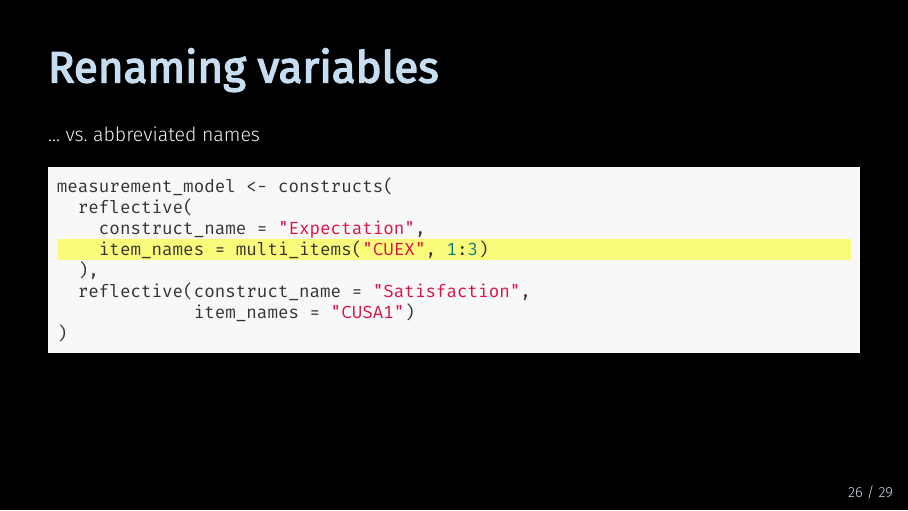 Renaming variables
... vs. abbreviated names
measurement_model <- constructs(
  reflective(
    construct_name = "Expectation",
    item_names = multi_items("CUEX", 1:3)
  ),
  reflective(construct_name = "Satisfaction",
             item_names = "CUSA1")
)
26 / 29